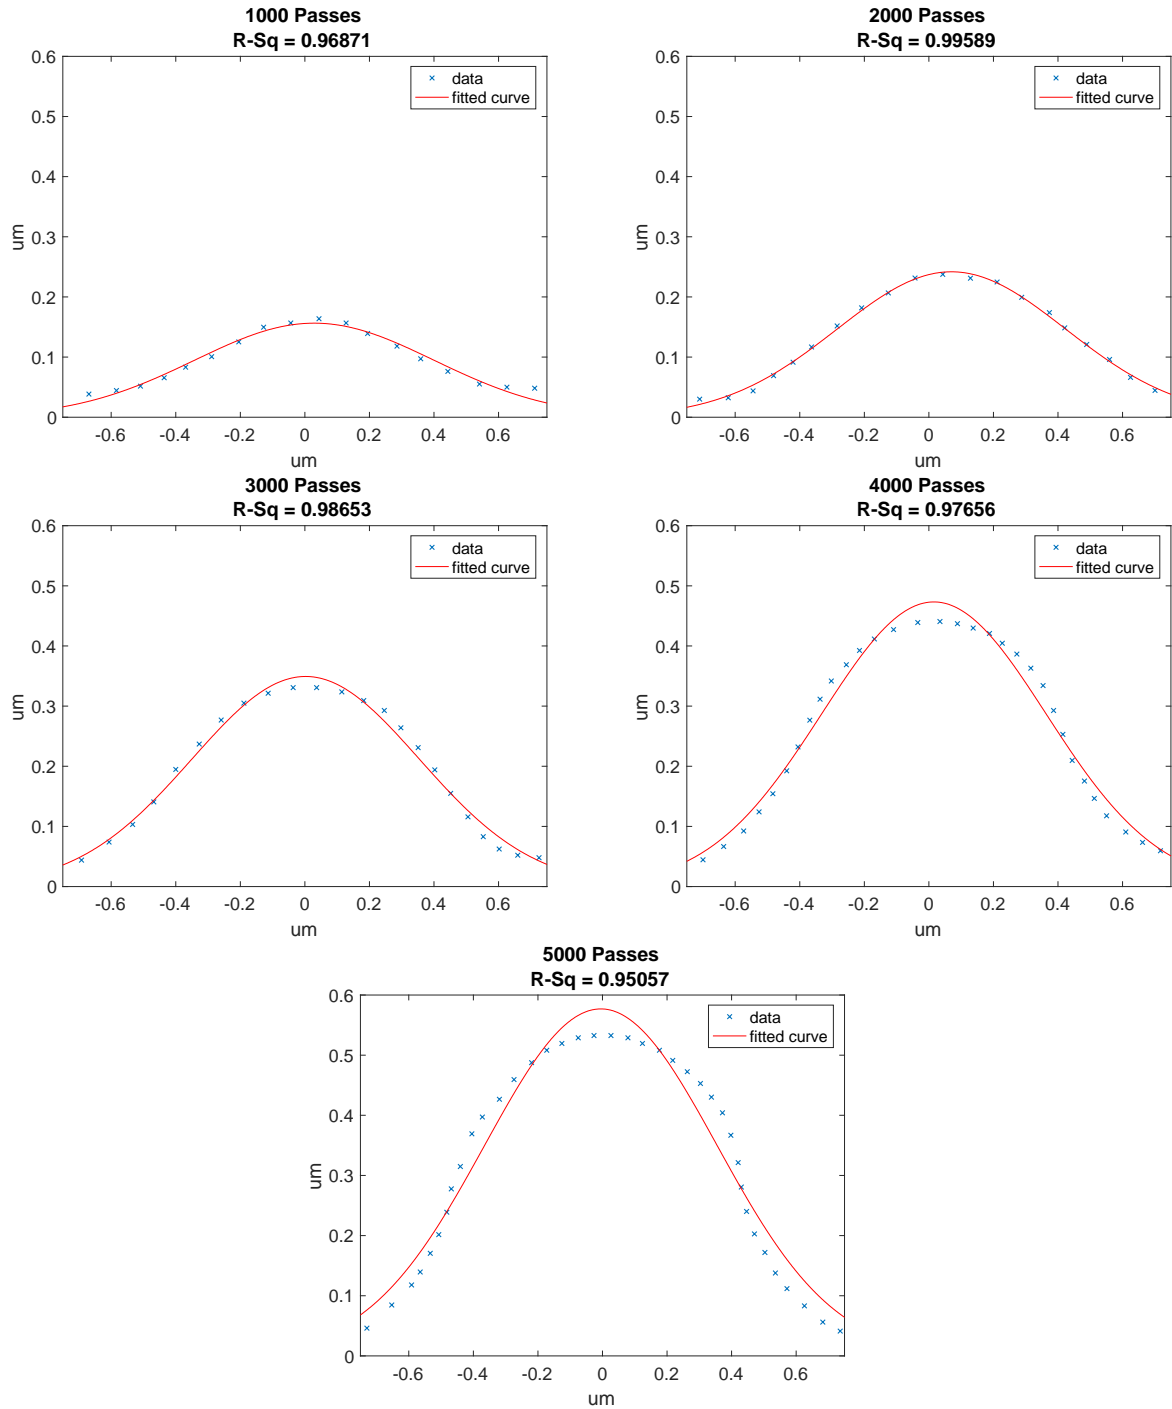 1000 Passes
R-Sq = 0.96871
0.6
0.5
0.4
0.3
0.2
0.1
0
um
data
fitted curve
-0.6 -0.4 -0.2 0 0.2 0.4 0.6
um
2000 Passes
R-Sq = 0.99589
0.6
0.5
0.4
0.3
0.2
0.1
0
um
data
fitted curve
-0.6 -0.4 -0.2 0 0.2 0.4 0.6
um
3000 Passes
R-Sq = 0.98653
0.6
0.5
0.4
0.3
0.2
0.1
0
um
data
fitted curve
-0.6 -0.4 -0.2 0 0.2 0.4 0.6
um
4000 Passes
R-Sq = 0.97656
0.6
0.5
0.4
0.3
0.2
0.1
0
um
data
fitted curve
-0.6 -0.4 -0.2 0 0.2 0.4 0.6
um
5000 Passes
R-Sq = 0.95057
0.6
0.5
0.4
0.3
0.2
0.1
0
um
data
fitted curve
-0.6 -0.4 -0.2 0 0.2 0.4 0.6
um